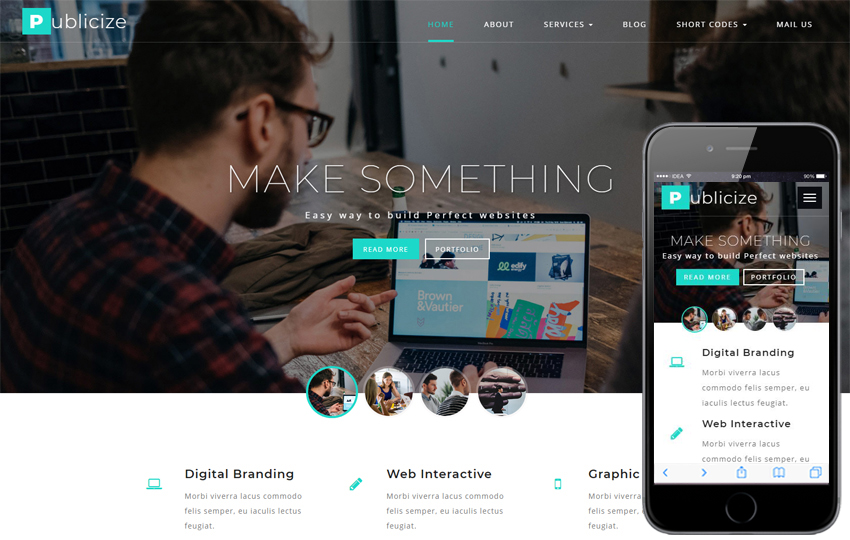 Publicize
HOME ABOUT SERVICES BLOG SHORT CODES MAIL US
MAKE SOMETHING
Easy way to build Perfect websites
READ MORE PORTFOLIO
edify
Brown
&Vautier
Digital Branding
Morbi viverra lacus commodo
felis semper, eu iaculis lectus
feugiat.
Web Interactive
Morbi viverra lacus commodo
felis semper, eu iaculis lectus
feugiat.
Graphic
Morbi viverra lacus
felis semper, eu
feugiat.
CEA 9:20 pm 90%
Publicize
MAKE SOMETHING
Easy way to build Perfect websites
READ MORE PORTFOLIO
Digital Branding
Morbi viverra lacus
commodo felis semper, eu
iaculis lectus feugiat.
Web Interactive
Morbi viverra lacus
commodo felis semper, eu